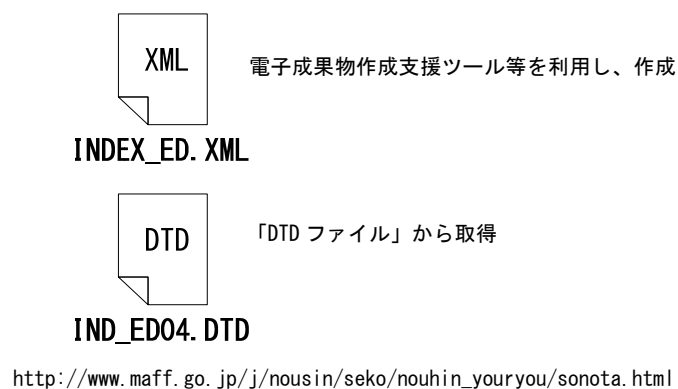 XML
電子成果物作成支援ツール等を利用し、作成
INDEX_ED.XML
DTD
「DTD ファイル」から取得
IND_ED04.DTD
http://www.maff.go.jp/j/nousin/seko/nouhin_youryou/sonota.html